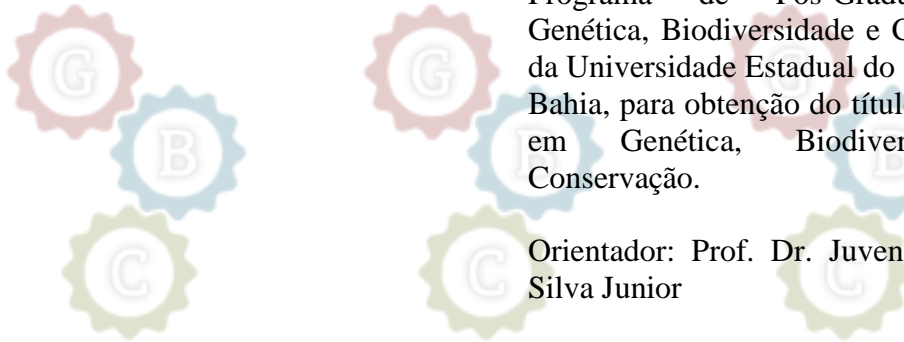 Programa de Pós-Gradu
Genética, Biodiversidade e C
da Universidade Estadual do
Bahia, para obtenção do títul
em Genética, Biodiver
Conservação.
Orientador: Prof. Dr. Juven
Silva Junior
G
G
B
B
C
C
C